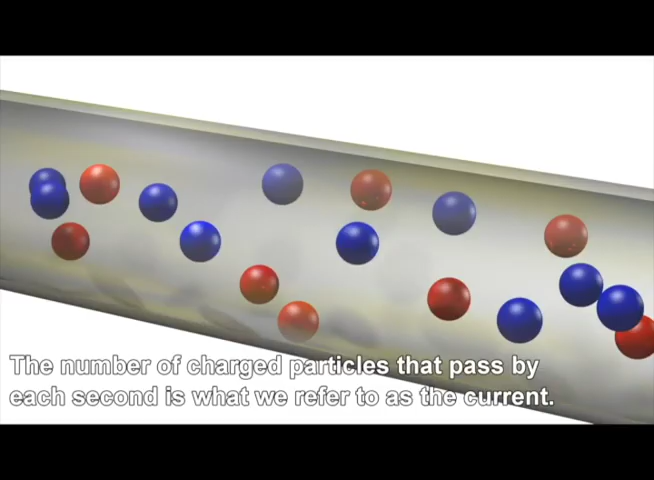 The number of charged particles that pass by
each second is what we refer to as the current.